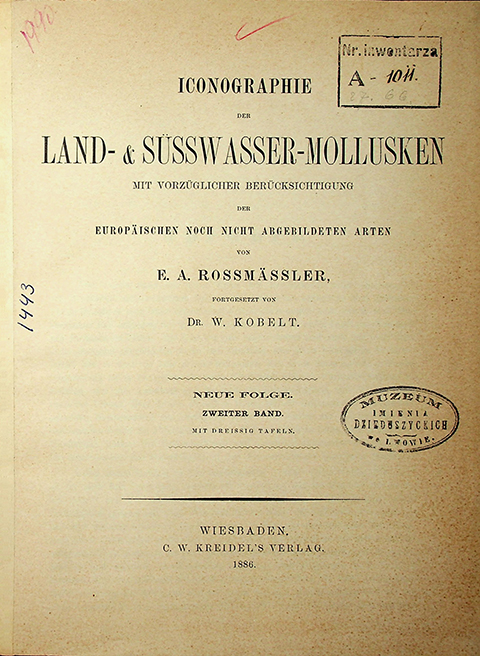 1990
Nr. inwentarza
A - 1011.
ICONOGRAPHIE
DER
LAND- & SÜSSWASSER-MOLLUSKEN
MIT VORZÜGLICHER BERÜCKSICHTIGUNG
DER
EUROPÄISCHEN NOCH NICHT ABGEBILDETEN ARTEN
VON
E. A. ROSSMÄSSLER,
FORTGESETZT VON
DR. W. KOBELT.
1443
NEUE FOLGE.
ZWEITER BAND.
MIT DREISSIG TAFELN.
MUZEUM
IMIENIA
DZIEDUSZYCKICH
we LWOWIE.
WIESBADEN.
C. W. KREIDEL'S VERLAG.
1886.